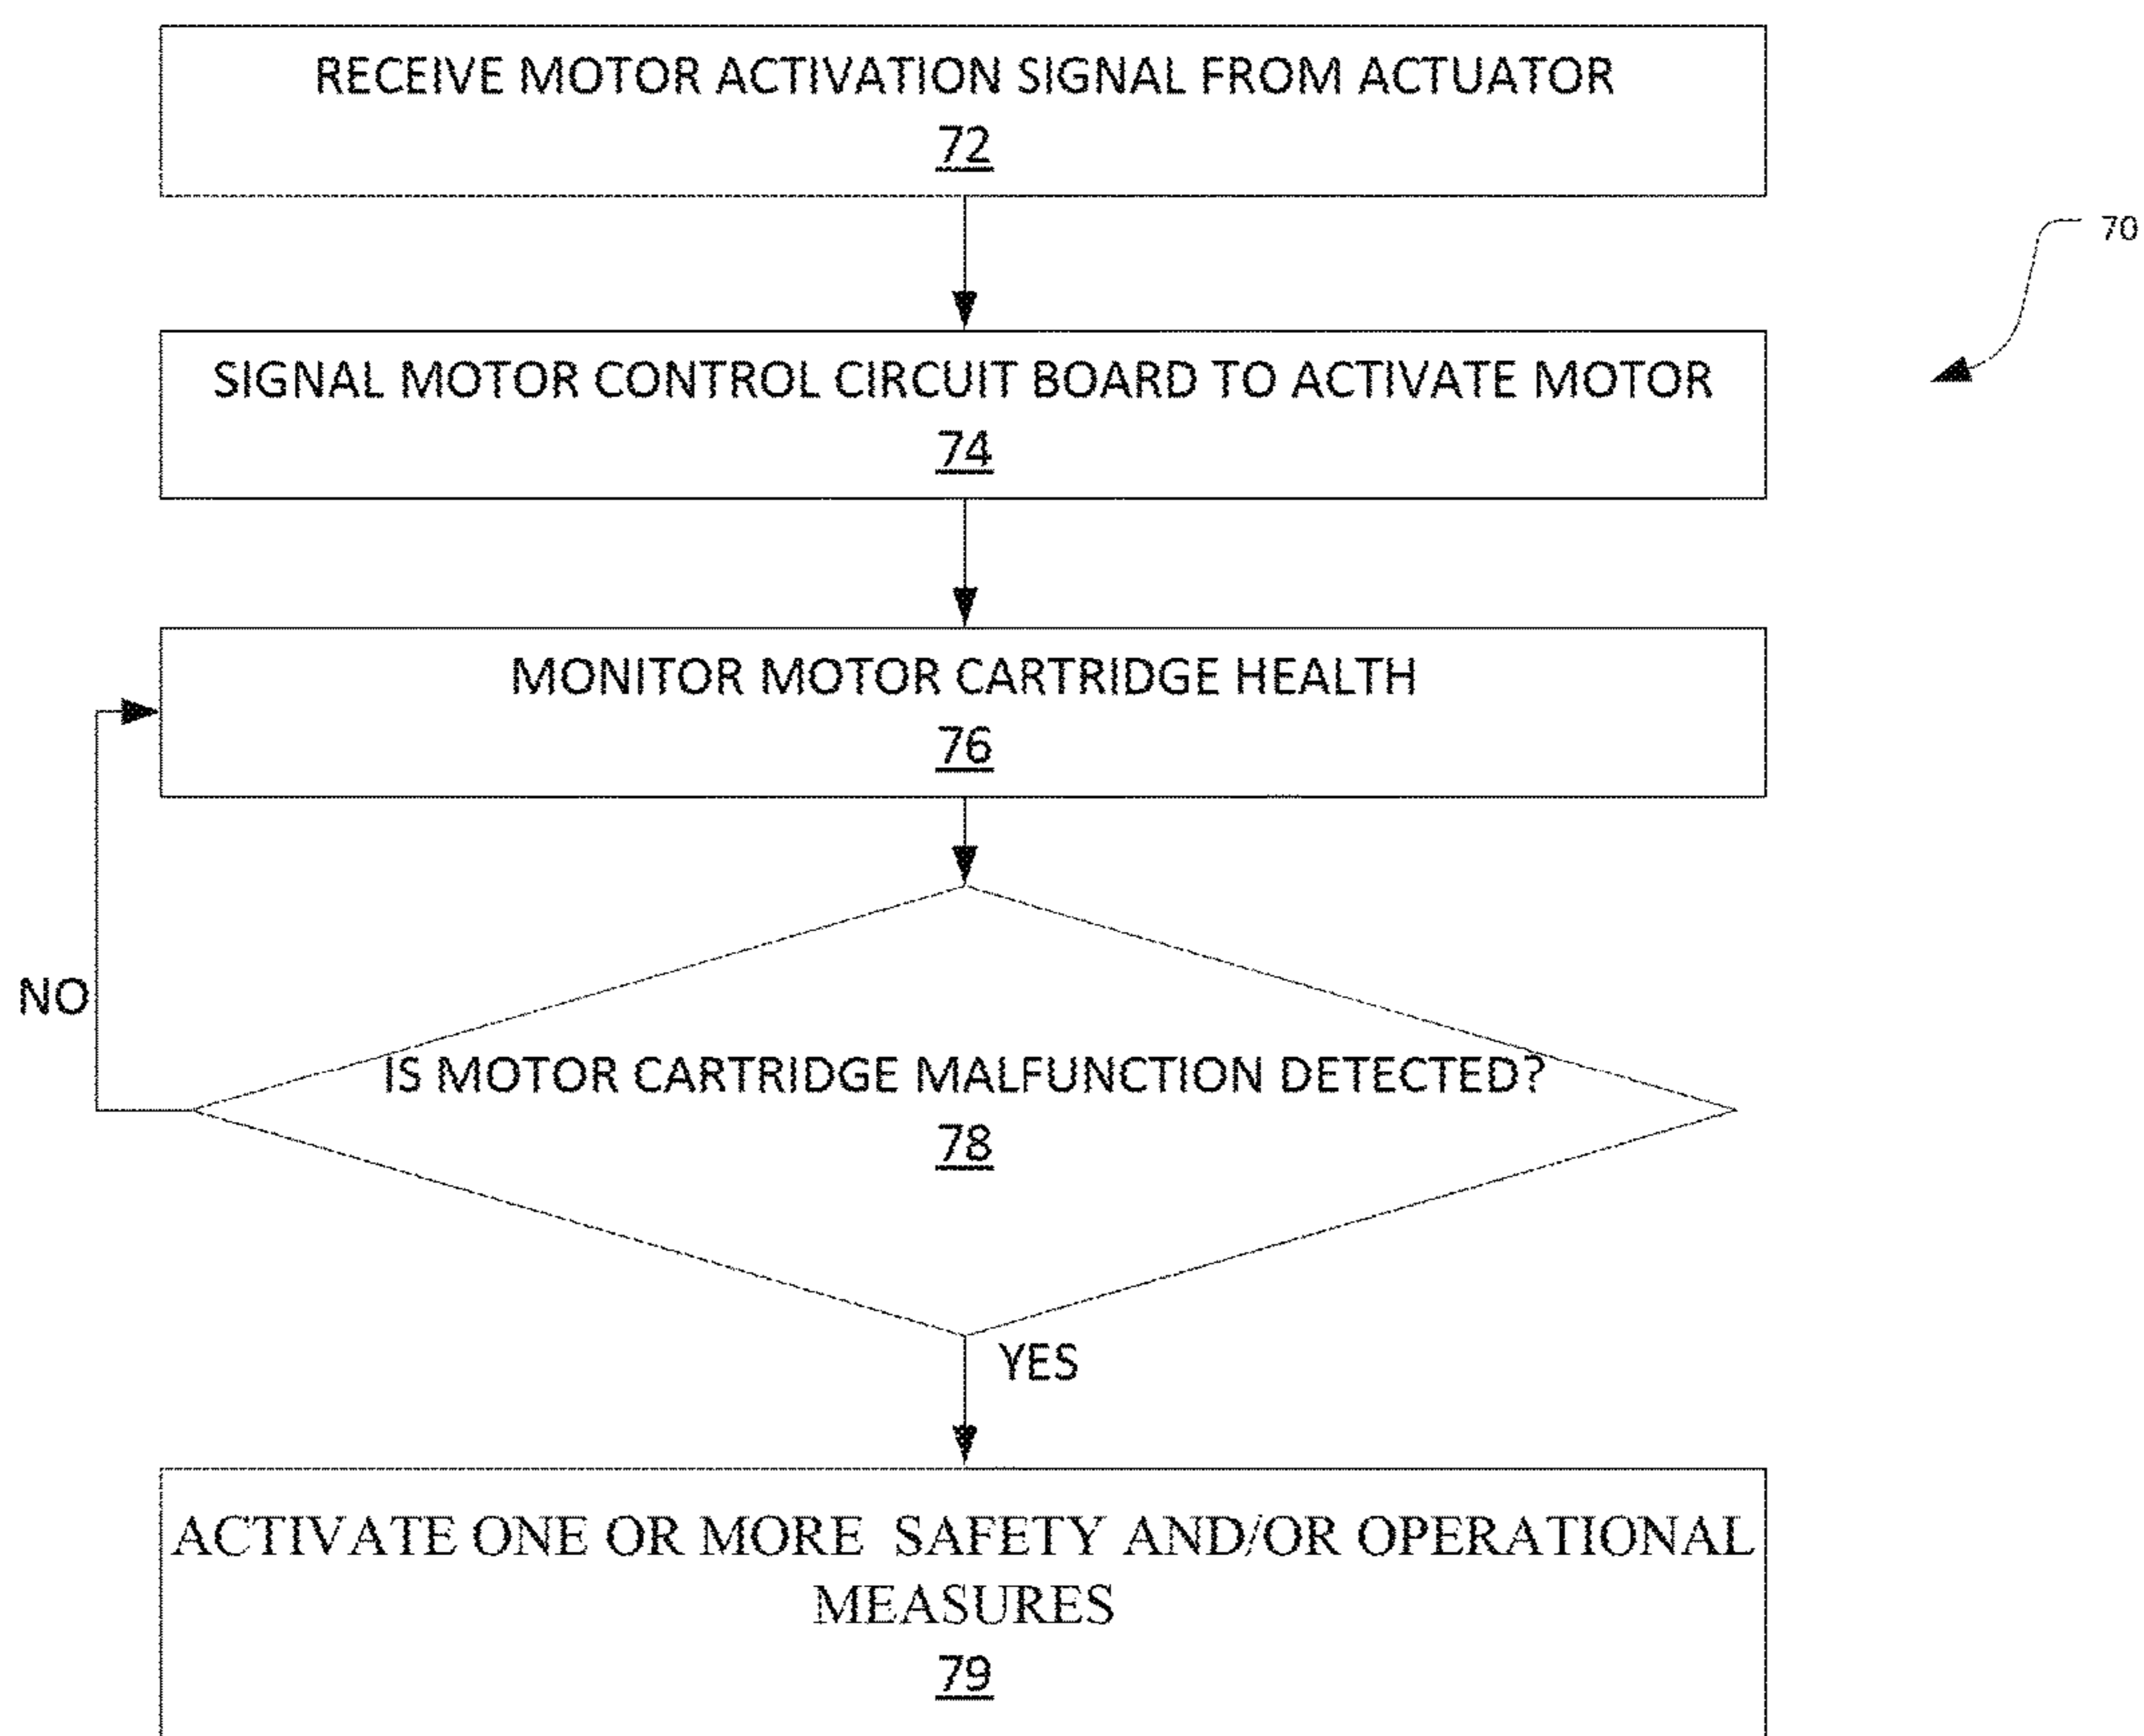 RECEIVE MOTOR ACTIVATION SIGNAL FROM ACTUATOR
72
70
SIGNAL MOTOR CONTROL CIRCUIT BOARD TO ACTIVATE MOTOR
74
MONITOR MOTOR CARTRIDGE HEALTH
76
NO
IS MOTOR CARTRIDGE MALFUNCTION DETECTED?
78
YES
ACTIVATE ONE OR MORE SAFETY AND/OR OPERATIONAL
MEASURES
79